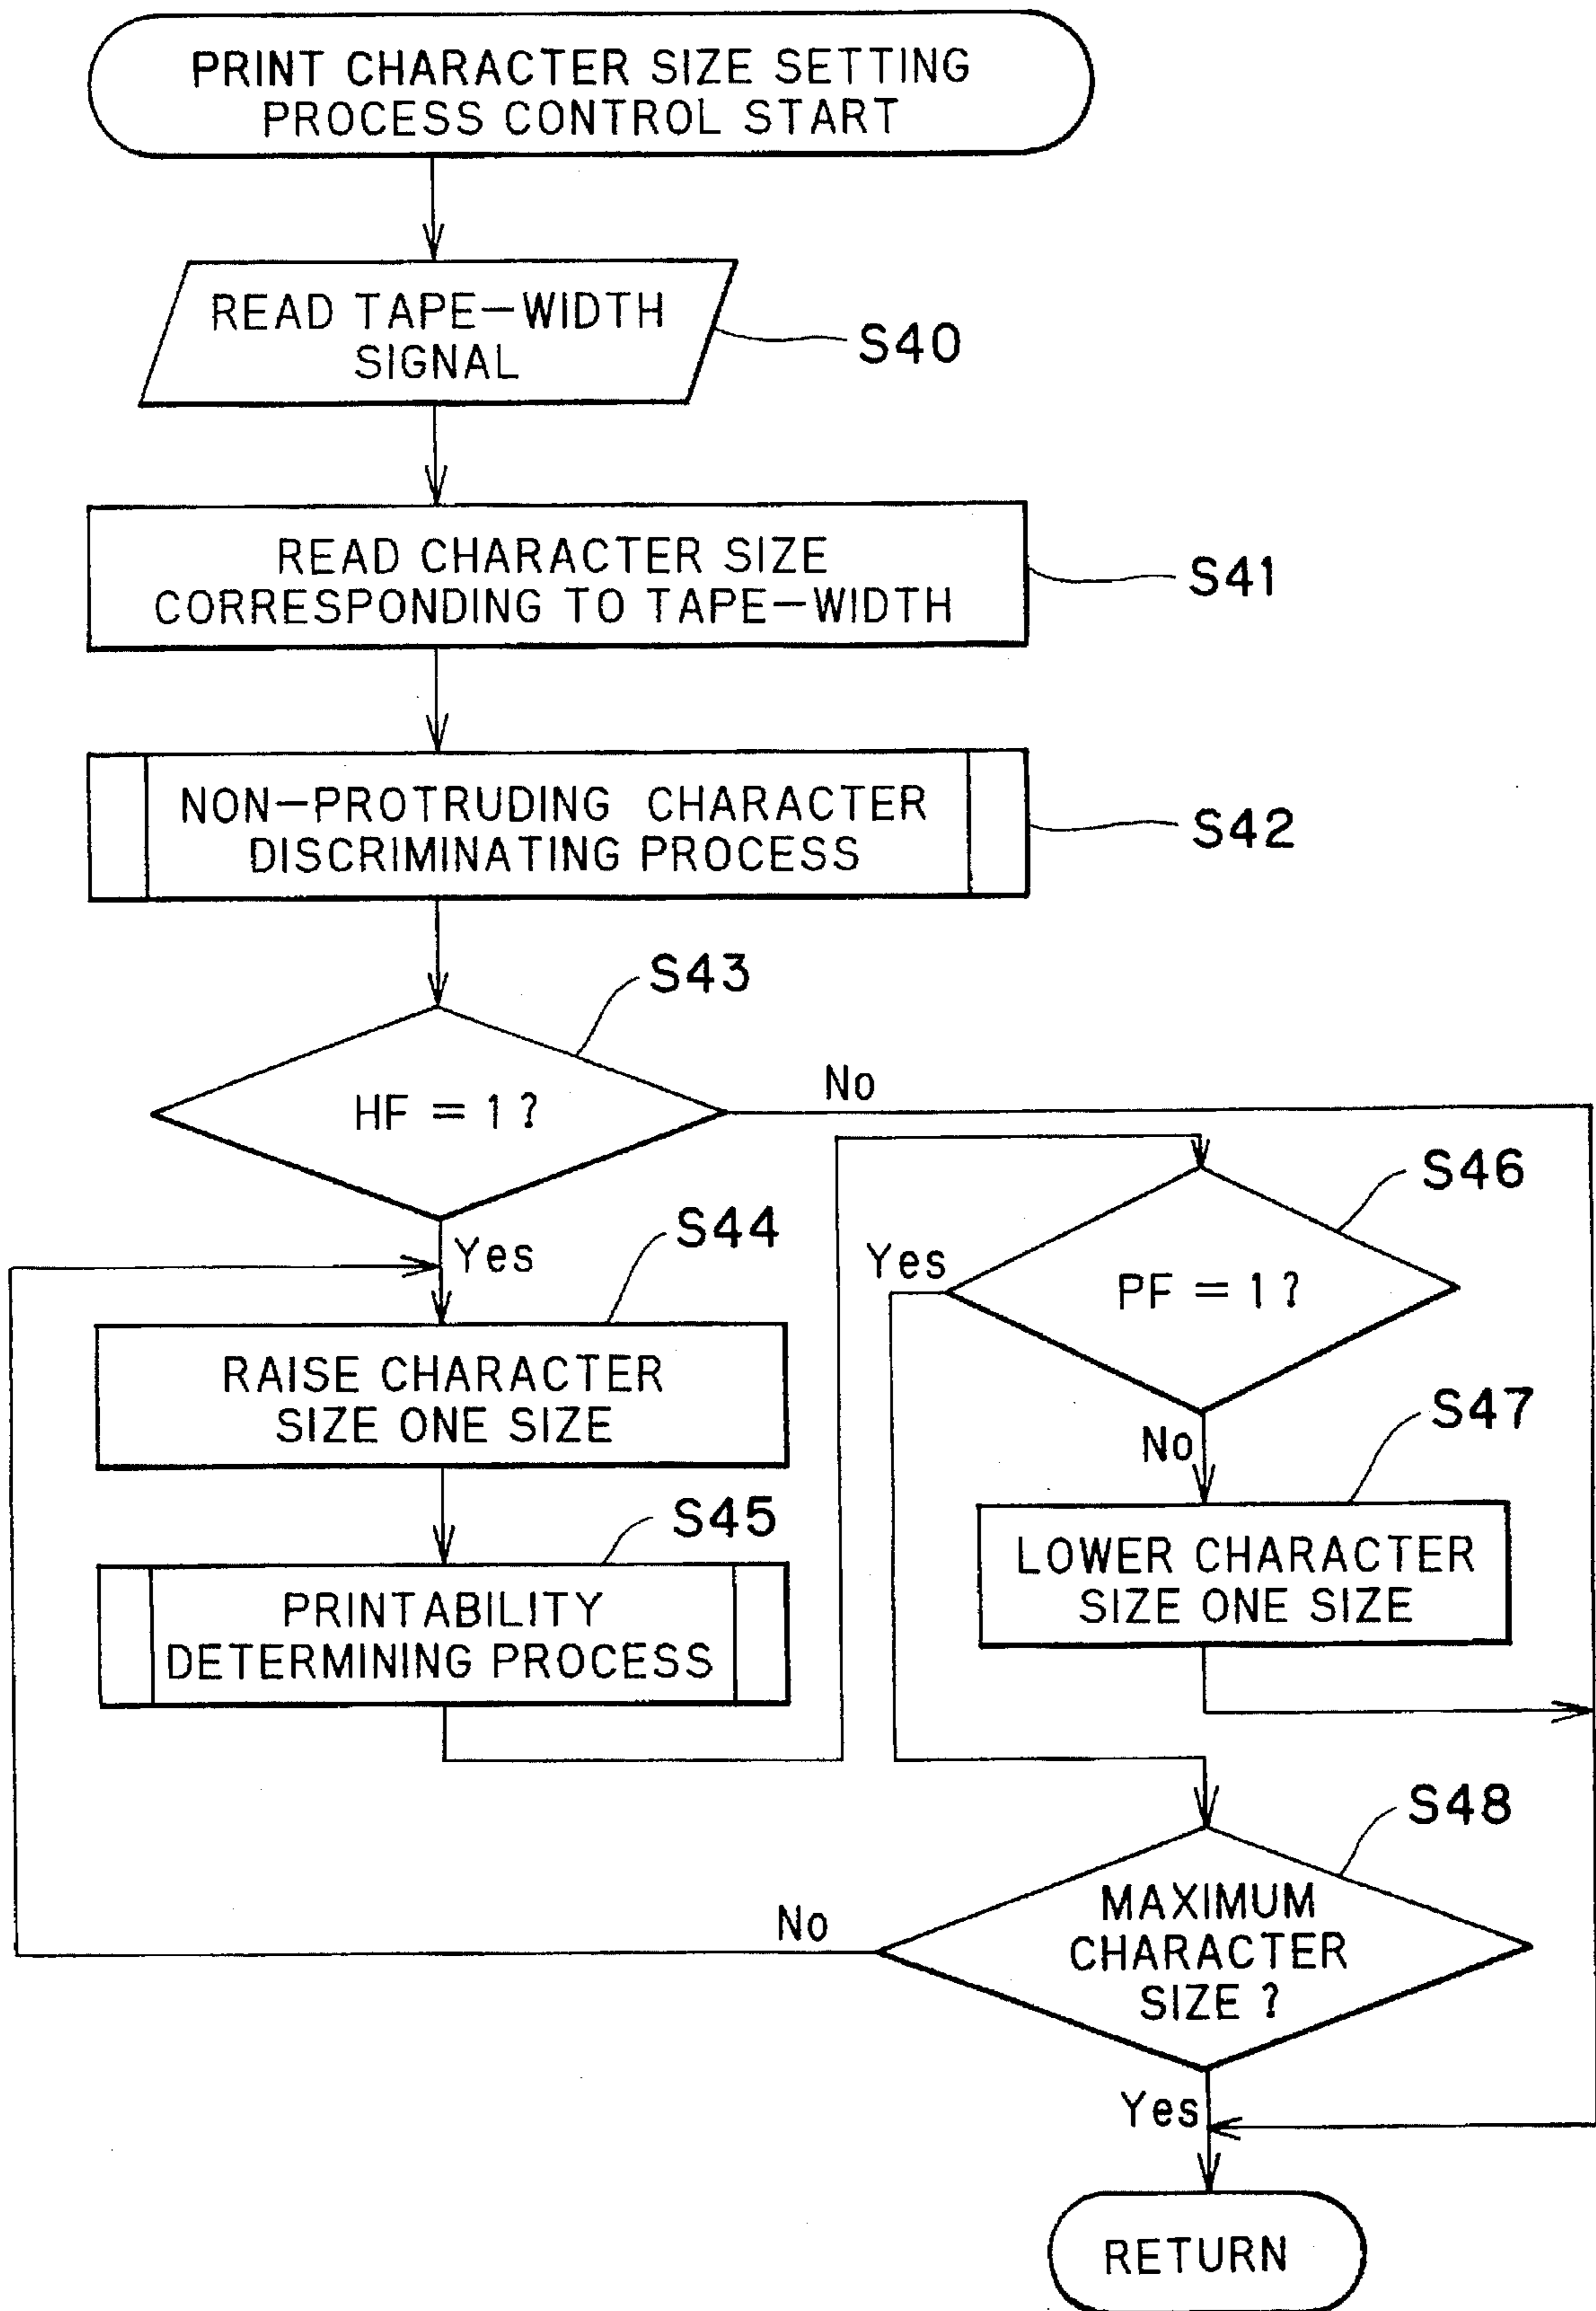 PRINT CHARACTER SIZE SETTING
PROCESS CONTROL START
READ TAPE-WIDTH
SIGNAL
S40
READ CHARACTER SIZE
CORRESPONDING TO TAPE-WIDTH
S41
NON-PROTRUDING CHARACTER
DISCRIMINATING PROCESS
S42
S43
HF = 1 ?
No
Yes
S44
RAISE CHARACTER
SIZE ONE SIZE
S45
PRINTABILITY
DETERMINING PROCESS
S46
PF = 1 ?
Yes
No
S47
LOWER CHARACTER
SIZE ONE SIZE
S48
MAXIMUM
CHARACTER
SIZE ?
No
Yes
RETURN